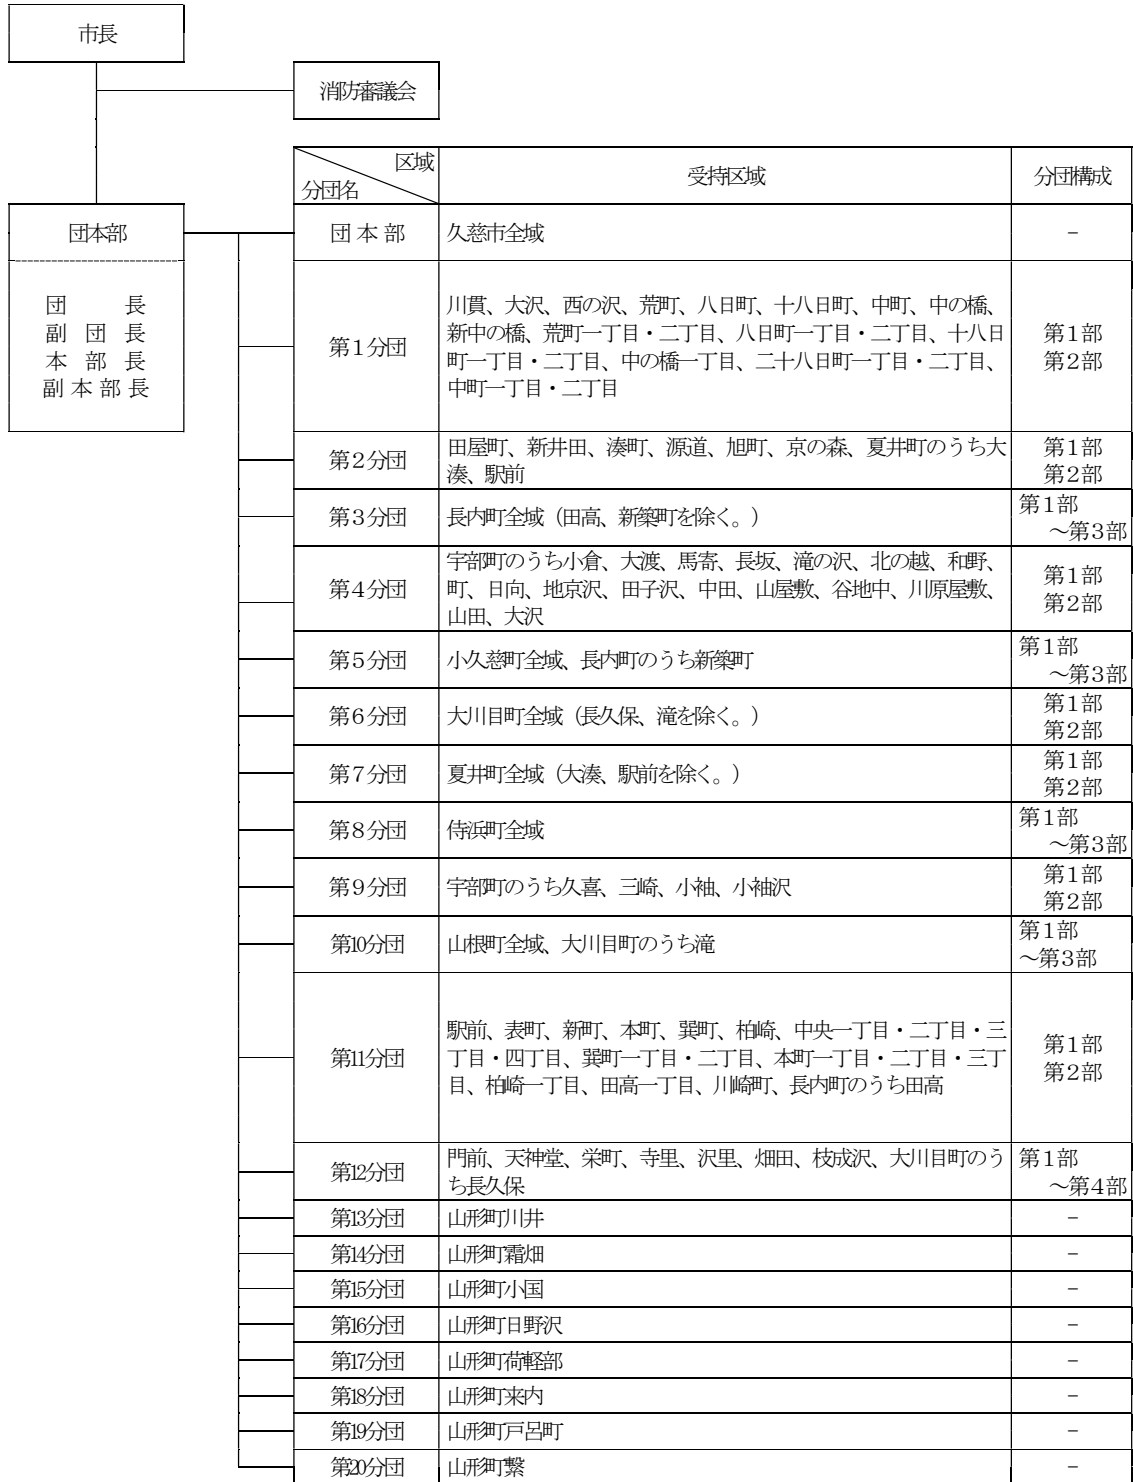 市長
消防審議会
区域
分団名
受持区域
分団構成
団本部
団本部
久慈市全域
－
団長
副団長
本部長
副本部長
第1分団
川貫、大沢、西の沢、荒町、八日町、十八日町、中町、中の橋、
新中の橋、荒町一丁目・二丁目、八日町一丁目・二丁目、十八日
町一丁目・二丁目、中の橋一丁目、二十八日町一丁目・二丁目、
中町一丁目・二丁目
第1部
第2部
第2分団
田屋町、新井田、湊町、源道、旭町、京の森、夏井町のうち大
湊、駅前
第1部
第2部
第3分団
長内町全域（田高、新築町を除く。）
第1部
～第3部
第4分団
宇部町のうち小倉、大渡、馬寄、長坂、滝の沢、北の越、和野、
町、日向、地京沢、田子沢、中田、山屋敷、谷地中、川原屋敷、
山田、大沢
第1部
第2部
第5分団
小久慈町全域、長内町のうち新築町
第1部
～第3部
第6分団
大川目町全域（長久保、滝を除く。）
第1部
第2部
第7分団
夏井町全域（大湊、駅前を除く。）
第1部
第2部
第8分団
侍浜町全域
第1部
～第3部
第9分団
宇部町のうち久喜、三崎、小袖、小袖沢
第1部
第2部
第10分団
山根町全域、大川目町のうち滝
第1部
～第3部
第11分団
駅前、表町、新町、本町、巽町、柏崎、中央一丁目・二丁目・三
丁目・四丁目、巽町一丁目・二丁目、本町一丁目・二丁目・三丁
目、柏崎一丁目、田高一丁目、川崎町、長内町のうち田高
第1部
第2部
第12分団
門前、天神堂、栄町、寺里、沢里、畑田、枝成沢、大川目町のう
ち長久保
第1部
～第4部
第13分団
山形町川井
－
第14分団
山形町霜畑
－
第15分団
山形町小国
－
第16分団
山形町日野沢
－
第17分団
山形町荷軽部
－
第18分団
山形町来内
－
第19分団
山形町戸呂町
－
第20分団
山形町繋
－